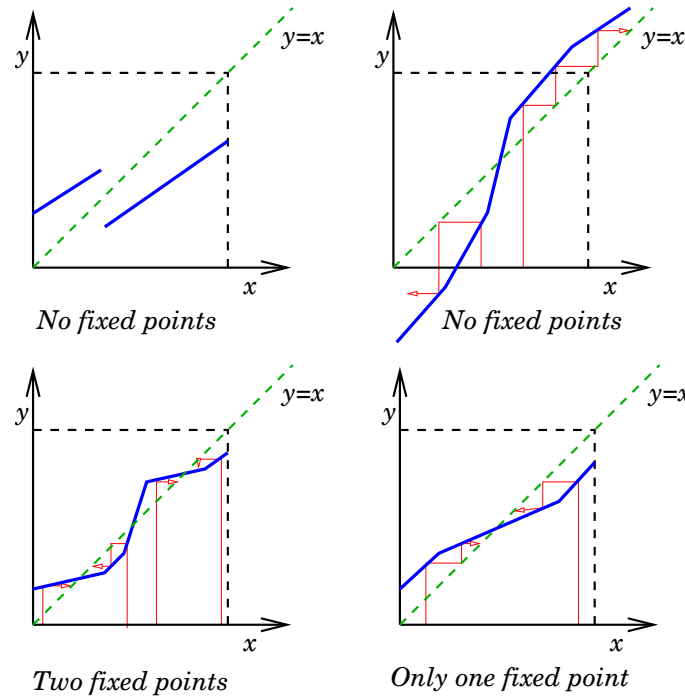 y
y=x
x
No fixed points
y
y=x
x
No fixed points
y
y=x
x
Two fixed points
y
y=x
x
Only one fixed point